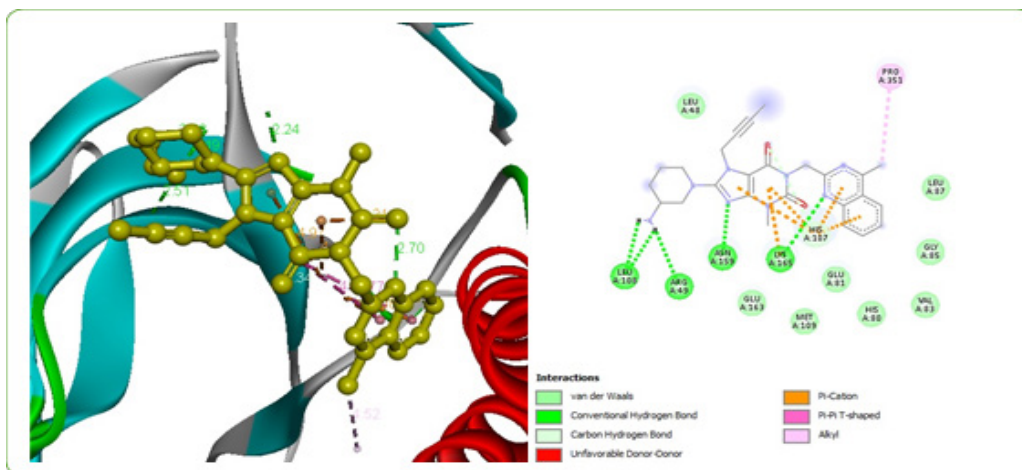 2.24
2.70
PRO
LEU
A:48
LEU
A:87
HIS
A:107
ASN
A:159
LYS
A:165
GLY
A:85
LEU
ARG
A:49
GLU
A:81
GLU
A:163
HIS
A:80
VAL
A:83
MET
A:109
Interactions
van der Waals
Conventional Hydrogen Bond
Carbon Hydrogen Bond
Unfavorable Donor-Donor
Pi-Cation
Pi-Pi T-shaped
Alkyl